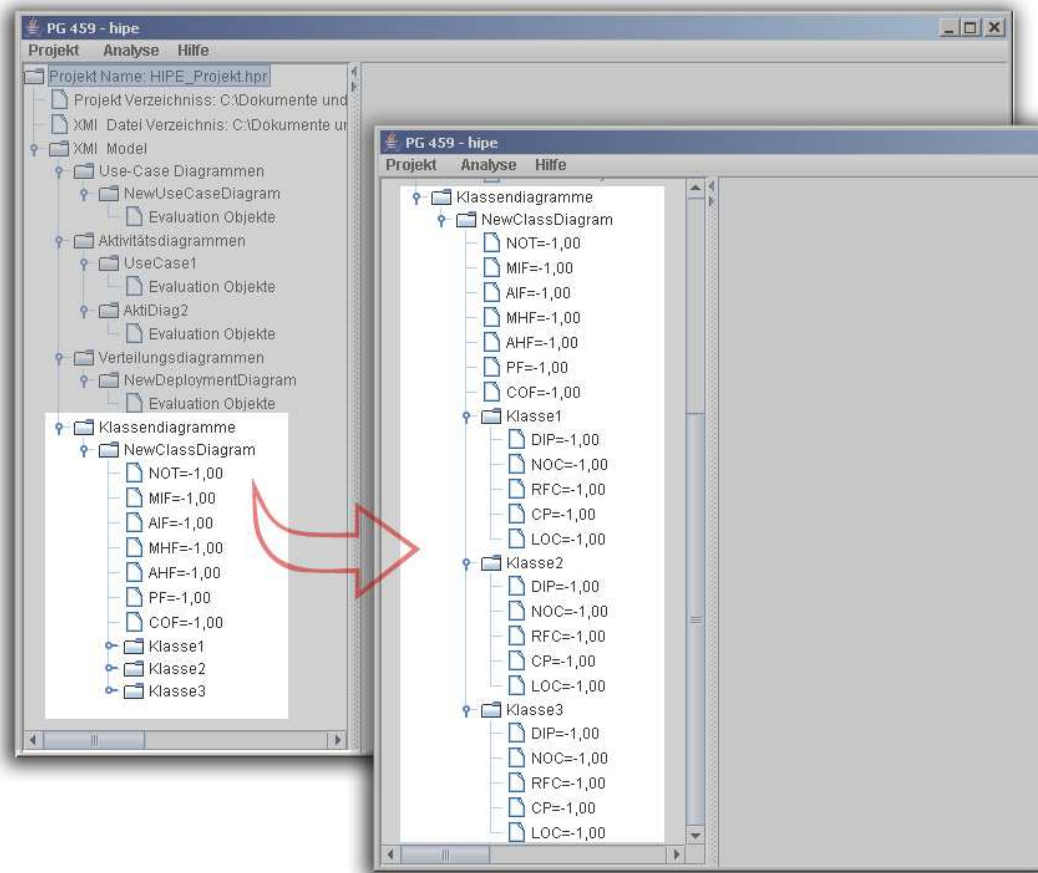 PG 459 - hipe
Projekt Analyse Hilfe
Projekt Name: HIPE_Projekt.hpr
Projekt Verzeichniss: C:\Dokumente und
XMI Datei Verzeichnis: C:\Dokumente ur
XMI Model
Use-Case Diagrammen
NewUseCaseDiagram
Evaluation Objekte
Aktivitätsdiagrammen
UseCase1
Evaluation Objekte
AktiDiag2
Evaluation Objekte
Verteilungsdiagrammen
NewDeploymentDiagram
Evaluation Objekte
Klassendiagramme
NewClassDiagram
NOT=-1,00
MIF=-1,00
AIF=-1,00
MHF=-1,00
AHF=-1,00
PF=-1,00
COF=-1,00
Klasse1
Klasse2
Klasse3
PG 459 - hipe
Projekt Analyse Hilfe
Klassendiagramme
NewClassDiagram
NOT=-1,00
MIF=-1,00
AIF=-1,00
MHF=-1,00
AHF=-1,00
PF=-1,00
COF=-1,00
Klasse1
DIP=-1,00
NOC=-1,00
RFC=-1,00
CP=-1,00
LOC=-1,00
Klasse2
DIP=-1,00
NOC=-1,00
RFC=-1,00
CP=-1,00
LOC=-1,00
Klasse3
DIP=-1,00
NOC=-1,00
RFC=-1,00
CP=-1,00
LOC=-1,00